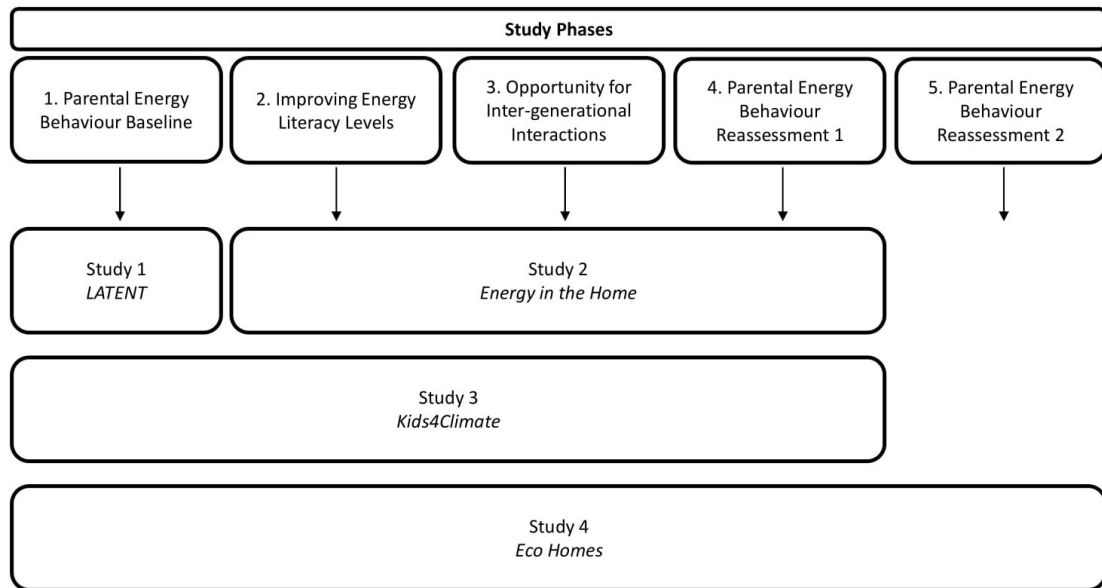 Study Phases
1. Parental Energy
Behaviour Baseline
2. Improving Energy
Literacy Levels
3. Opportunity for
Inter-generational
Interactions
4. Parental Energy
Behaviour
Reassessment 1
5. Parental Energy
Behaviour
Reassessment 2
Study 1
LATENT
Study 2
Energy in the Home
Study 3
Kids4Climate
Study 4
Eco Homes